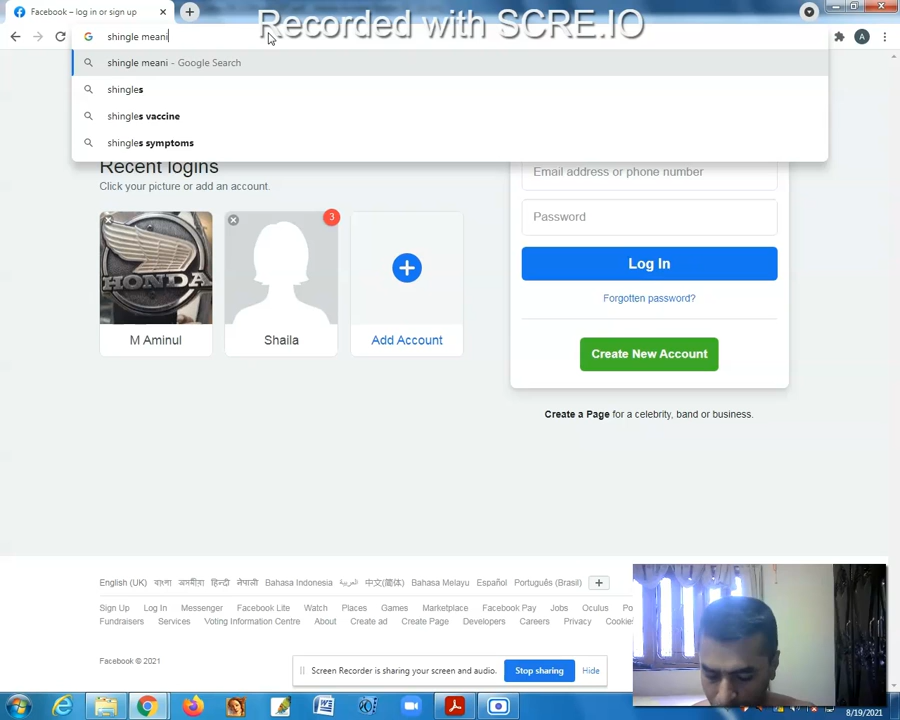 Facebook – log in or sign up
Recorded with SCRE.IO
shingle meani
A
shingle meani - Google Search
shingles
shingles vaccine
shingles symptoms
Recent logins
Click your picture or add an account.
Email address or phone number
Password
Log In
Forgotten password?
Create New Account
Create a Page for a celebrity, band or business.
HONDA
3
M Aminul
Shaila
Add Account
English (UK) বাংলা অসমীয়া हिन्दी नेपाली Bahasa Indonesia العربية 中文(简体) Bahasa Melayu Español Português (Brasil)
Sign Up Log In Messenger Facebook Lite Watch Places Games Marketplace Facebook Pay Jobs Oculus Po
Fundraisers Services Voting Information Centre About Create ad Create Page Developers Careers Privacy Cookie
Facebook © 2021
Screen Recorder is sharing your screen and audio. Stop sharing Hide
8/19/2021